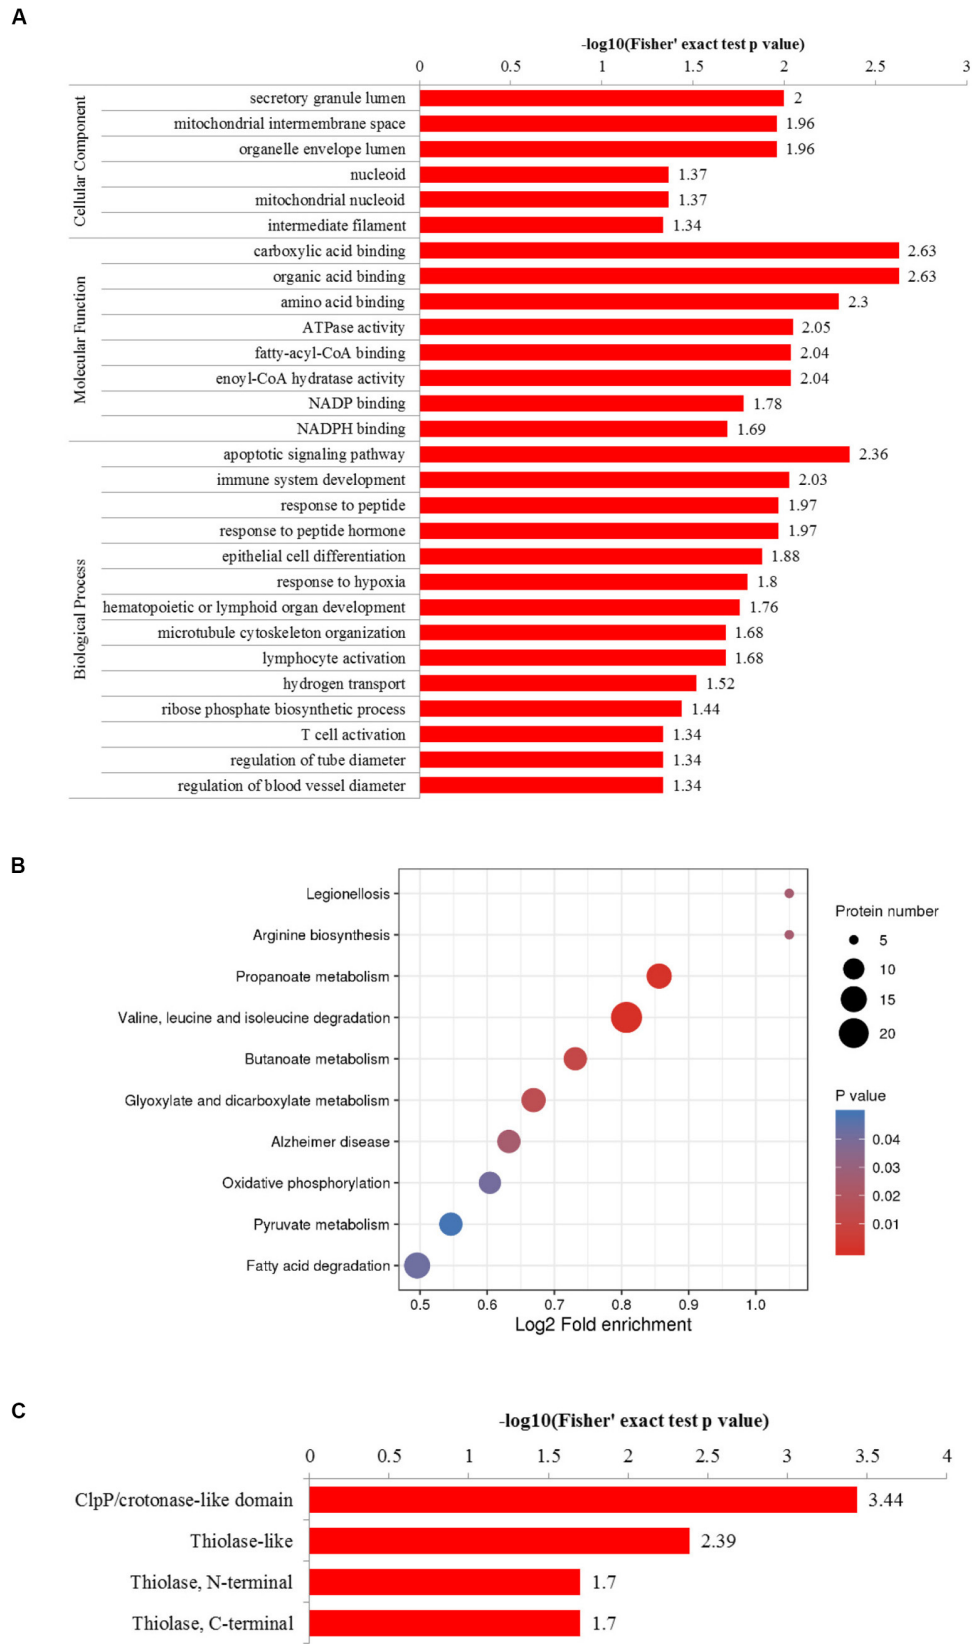 A
-log10(Fisher' exact test p value)
0 0.5 1 1.5 2 2.5 3
Cellular Component
secretory granule lumen 2
mitochondrial intermembrane space 1.96
organelle envelope lumen 1.96
nucleoid 1.37
mitochondrial nucleoid 1.37
intermediate filament 1.34
Molecular Function
carboxylic acid binding 2.63
organic acid binding 2.63
amino acid binding 2.3
ATPase activity 2.05
fatty-acyl-CoA binding 2.04
enoyl-CoA hydratase activity 2.04
NADP binding 1.78
NADPH binding 1.69
Biological Process
apoptotic signaling pathway 2.36
immune system development 2.03
response to peptide 1.97
response to peptide hormone 1.97
epithelial cell differentiation 1.88
response to hypoxia 1.8
hematopoietic or lymphoid organ development 1.76
microtubule cytoskeleton organization 1.68
lymphocyte activation 1.68
hydrogen transport 1.52
ribose phosphate biosynthetic process 1.44
T cell activation 1.34
regulation of tube diameter 1.34
regulation of blood vessel diameter 1.34
B
Legionellosis
Arginine biosynthesis
Propanoate metabolism
Valine, leucine and isoleucine degradation
Butanoate metabolism
Glyoxylate and dicarboxylate metabolism
Alzheimer disease
Oxidative phosphorylation
Pyruvate metabolism
Fatty acid degradation
0.5 0.6 0.7 0.8 0.9 1.0
Log2 Fold enrichment
Protein number
5
10
15
20
P value
0.04
0.03
0.02
0.01
C
-log10(Fisher' exact test p value)
0 0.5 1 1.5 2 2.5 3 3.5 4
ClpP/crotonase-like domain 3.44
Thiolase-like 2.39
Thiolase, N-terminal 1.7
Thiolase, C-terminal 1.7